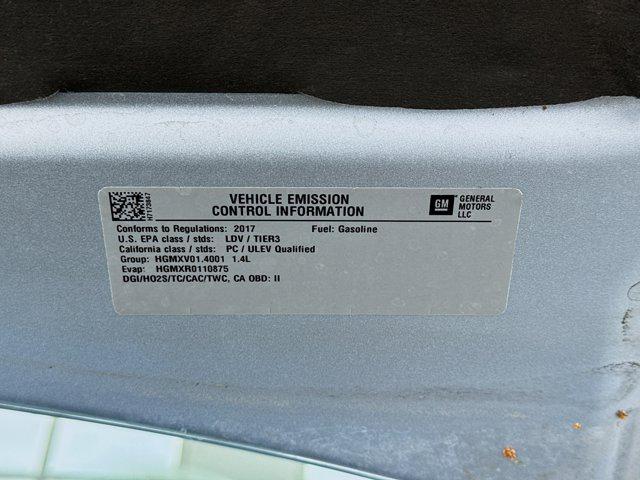 VEHICLE EMISSION
CONTROL INFORMATION
GM GENERAL
MOTORS
LLC
Conforms to Regulations: 2017 Fuel: Gasoline
U.S. EPA class / stds: LDV / TIER3
California class / stds: PC / ULEV Qualified
Group: HGMXV01.4001 1.4L
Evap: HGMXR0110875
DGI/HO2S/TC/CAC/TWC, CA OBD: II